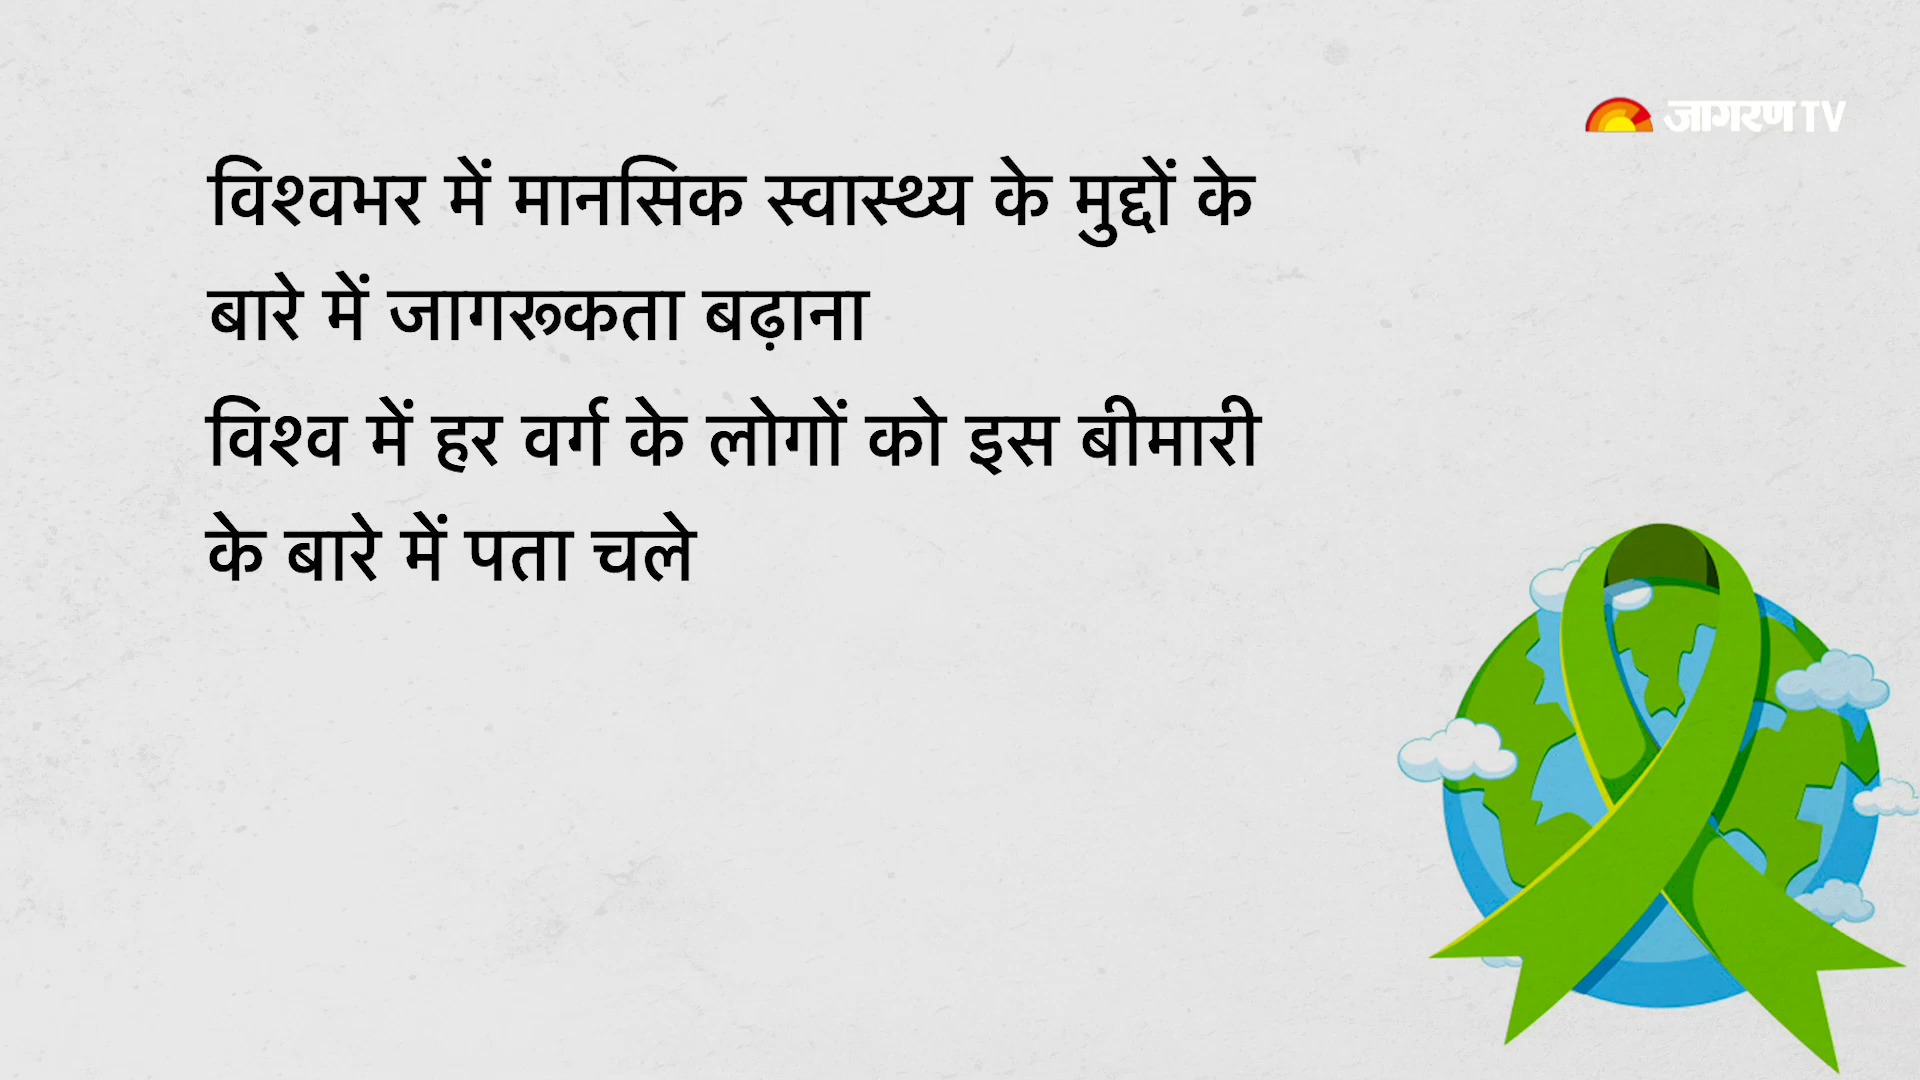 जागरण TV
विश्वभर में मानसिक स्वास्थ्य के मुद्दों के
बारे में जागरूकता बढ़ाना
विश्व में हर वर्ग के लोगों को इस बीमारी
के बारे में पता चले